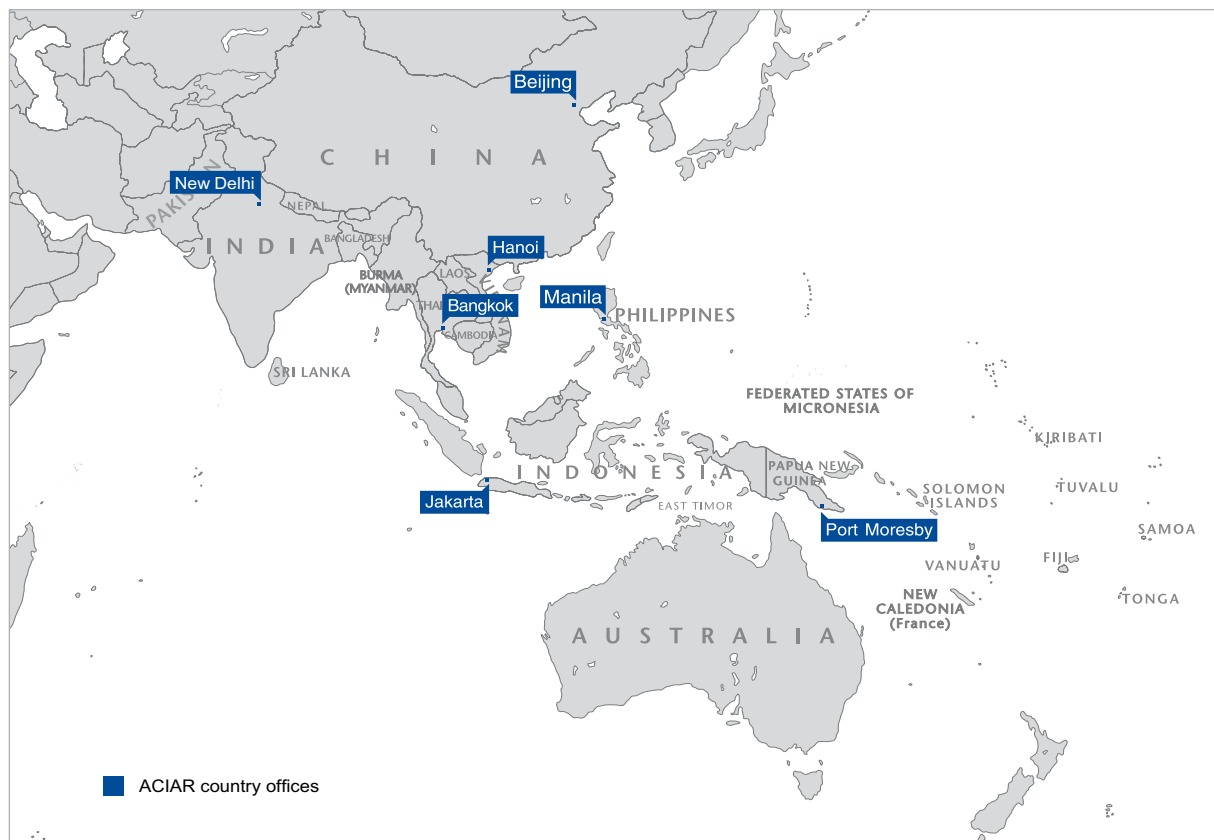 Beijing
C H I N A
New Delhi
PAKISTAN
NEPAL
I N D I A
BANGLADESH
Hanoi
BURMA
(MYANMAR)
LAOS
VIETNAM
THAI
Bangkok
Manila
PHILIPPINES
CAMBODIA
SRI LANKA
FEDERATED STATES OF
MICRONESIA
KIRIBATI
I N D O N E S I A
PAPUA NEW
GUINEA
Jakarta
EAST TIMOR
SOLOMON
ISLANDS
TUVALU
Port Moresby
SAMOA
VANUATU
FIJI
NEW
CALEDONIA
(France)
TONGA
A U S T R A L I A
ACIAR country offices